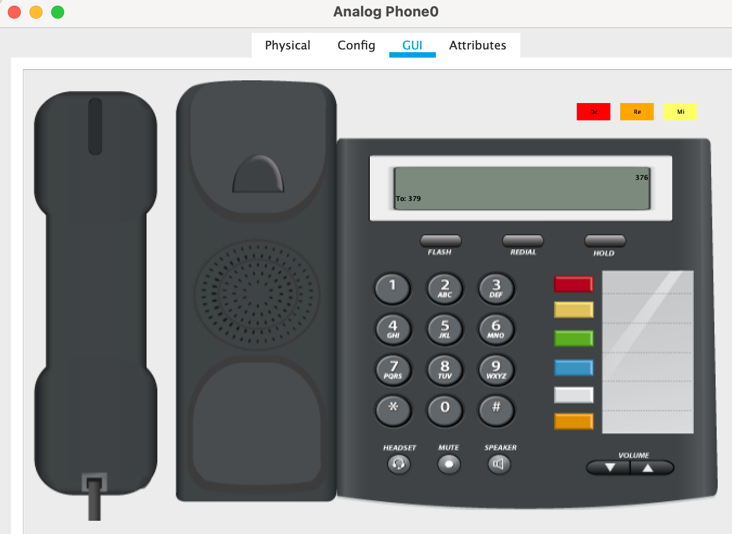 Analog Phone0
Physical Config GUI Attributes
Do Re Mi
376
To: 379
FLASH REDIAL HOLD
1 2 ABC 3 DEF
4 GHI 5 JKL 6 MNO
7 PQRS 8 TUV 9 WXYZ
* 0 #
HEADSET MUTE SPEAKER
VOLUME